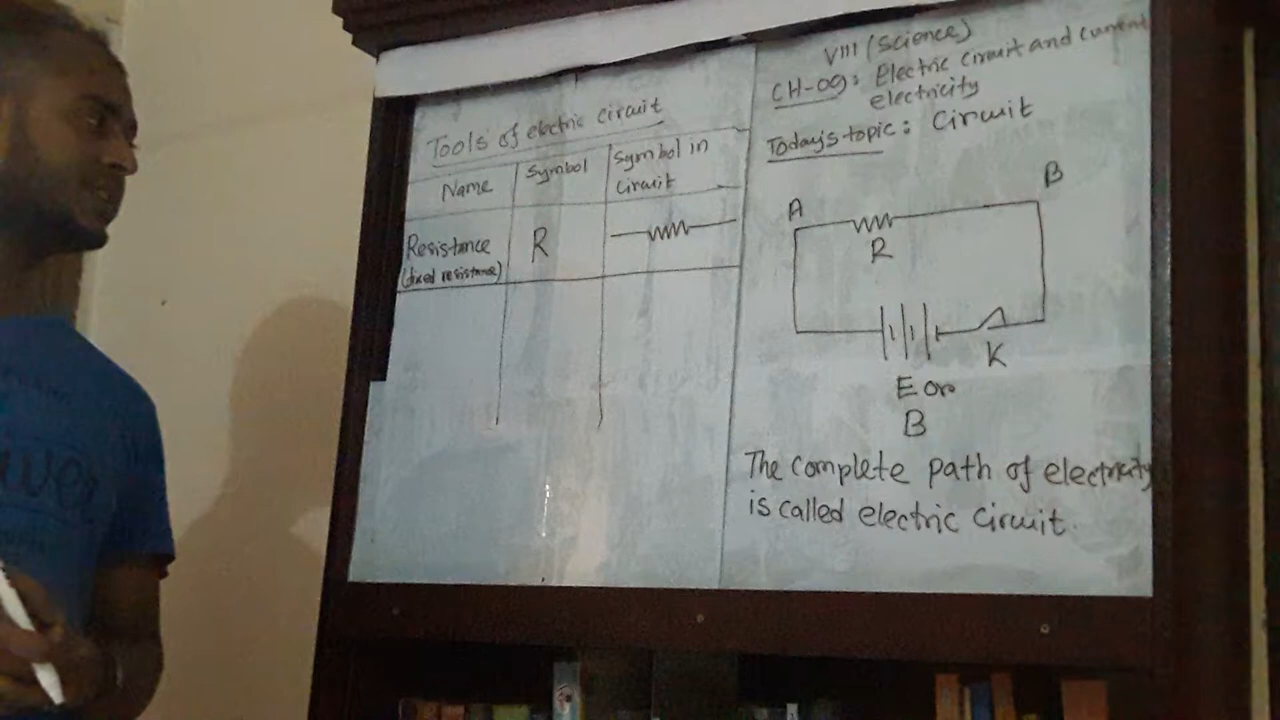 Tools of electric circuit
Name
Symbol
Symbol in
circuit
Resistance
(fixed resistance)
R
VIII (Science)
CH-09: Electric circuit and current
electricity
Today's topic: Circuit
A
B
R
K
E or
B
The complete path of electricity
is called electric circuit.